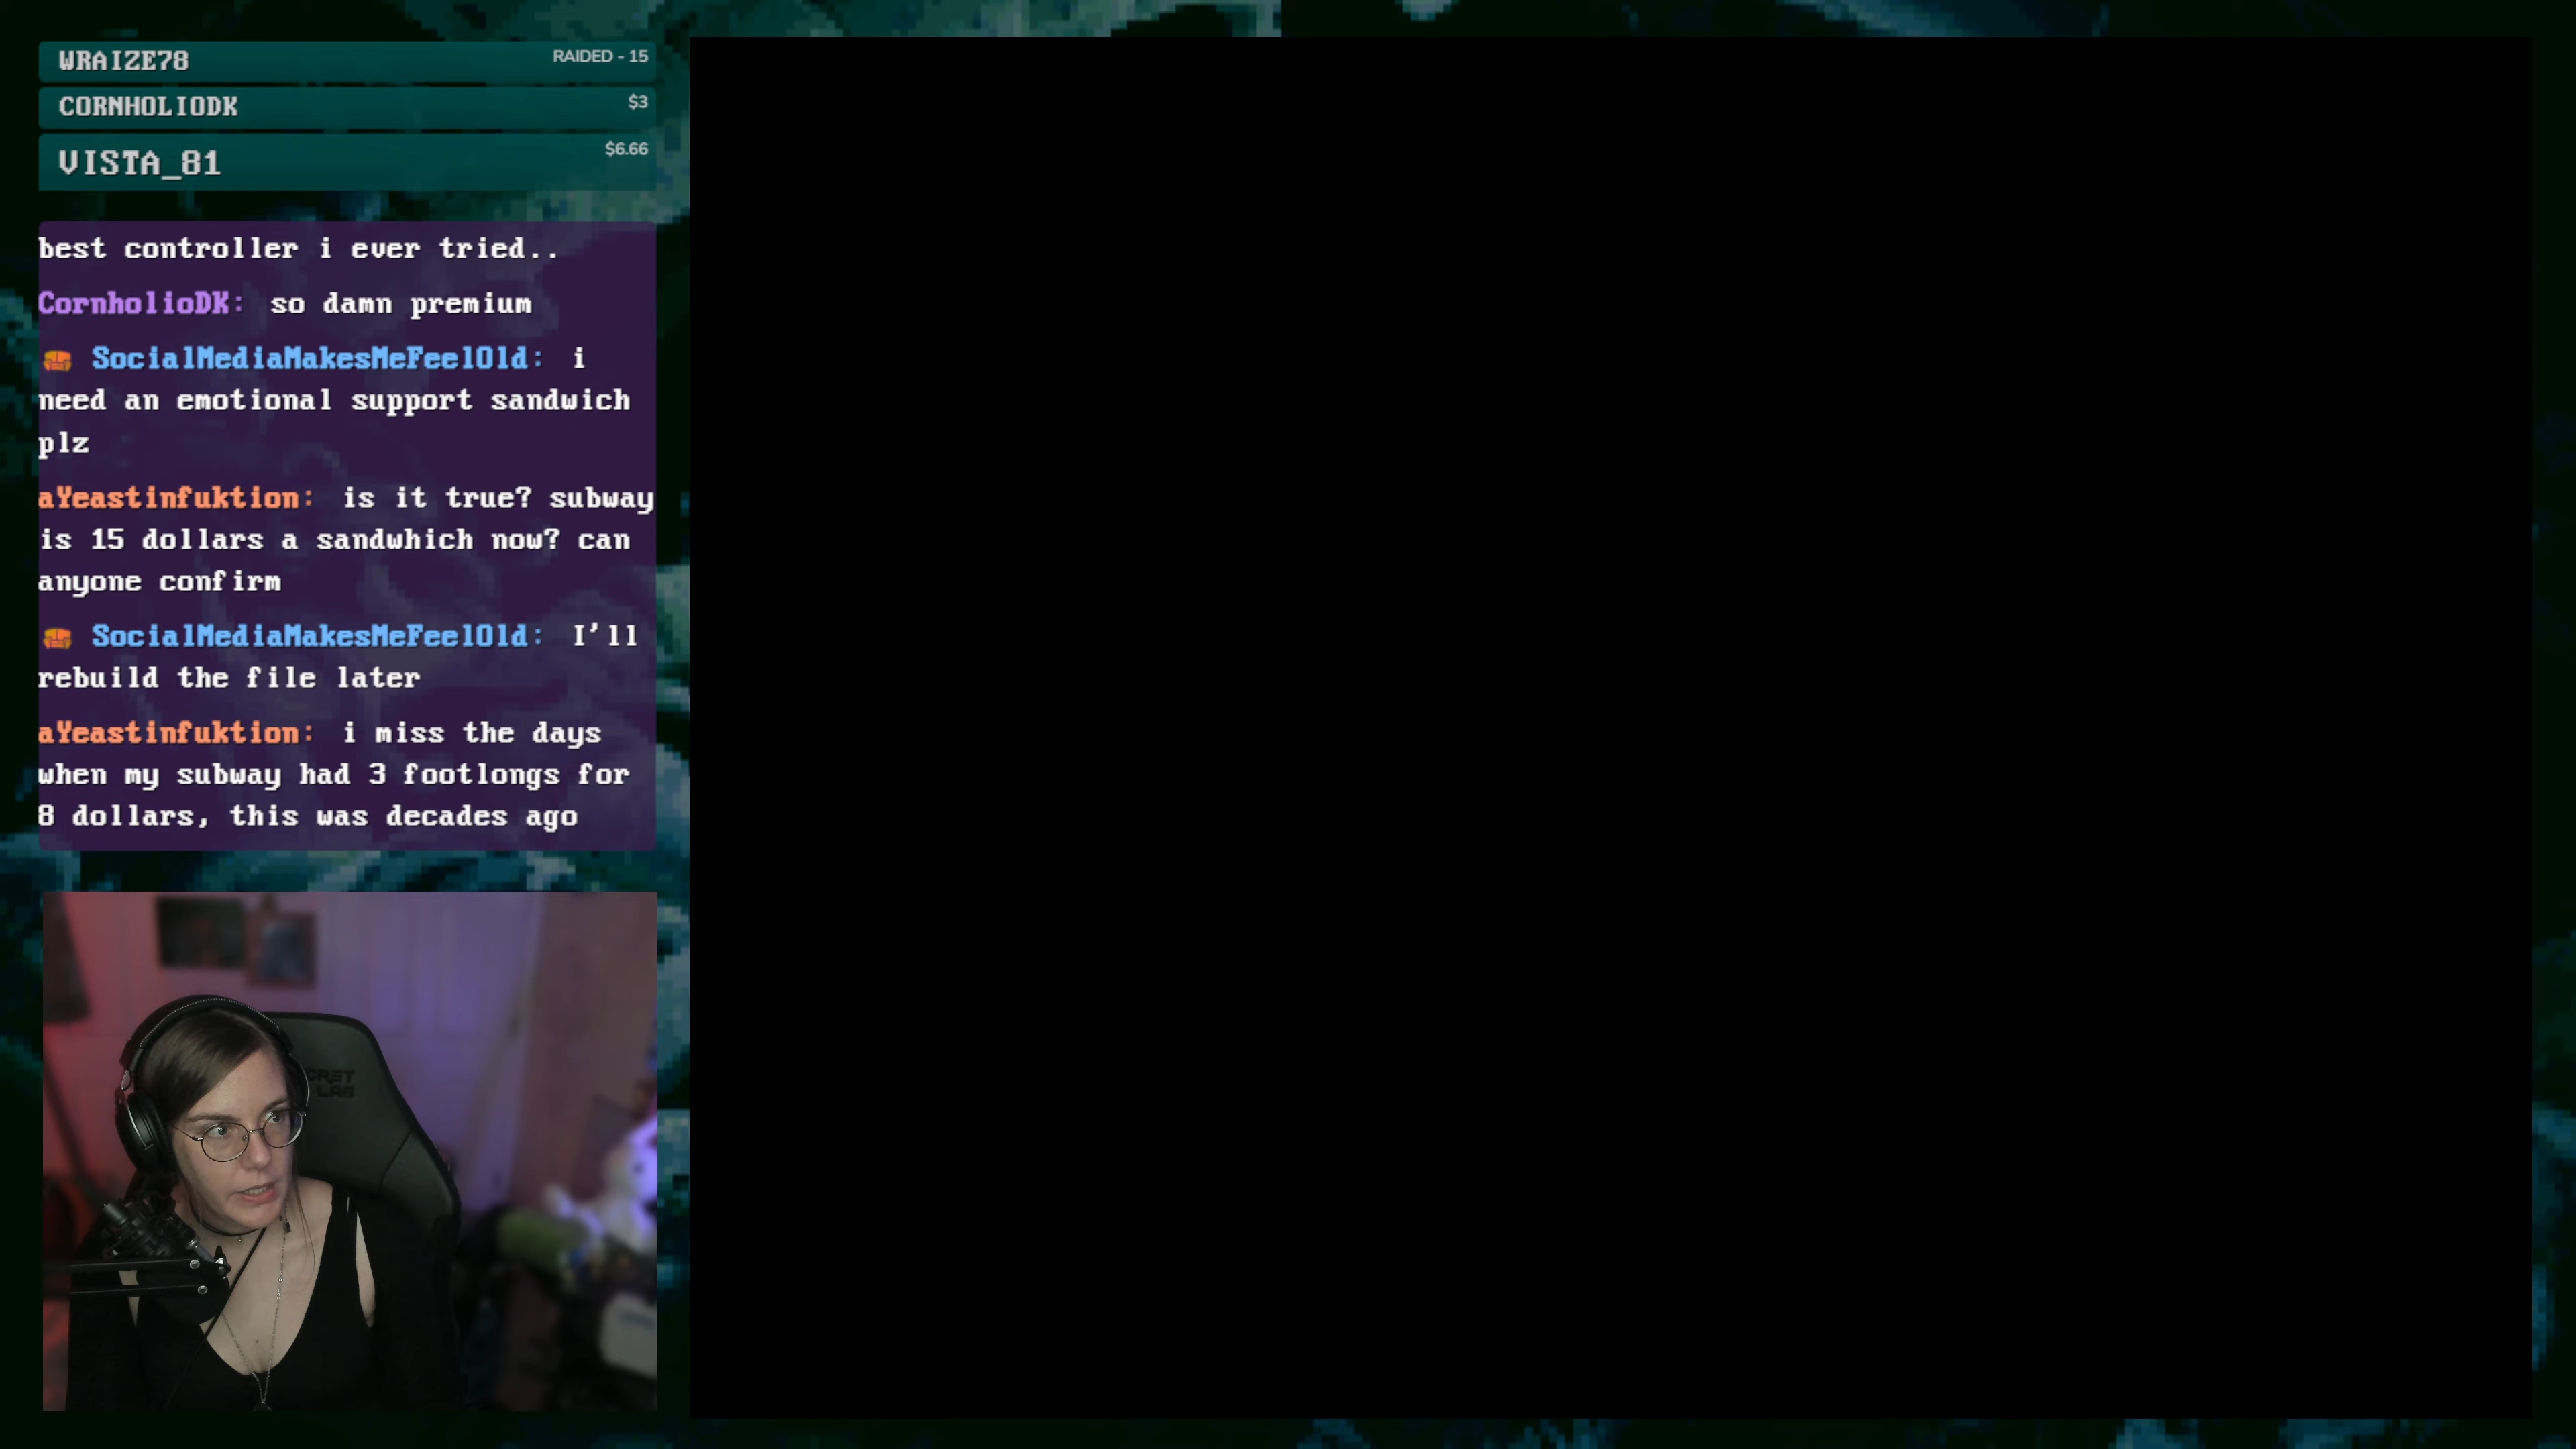 WRAIZE78 RAIDED - 15
CORNHOLIODK $3
VISTA_81 $6.66
best controller i ever tried..
CornholioDK: so damn premium
SocialMediaMakesMeFeelOld: i
need an emotional support sandwich
plz
aYeastinfuktion: is it true? subway
is 15 dollars a sandwhich now? can
anyone confirm
SocialMediaMakesMeFeelOld: I'll
rebuild the file later
aYeastinfuktion: i miss the days
when my subway had 3 footlongs for
8 dollars, this was decades ago
CRET
LAB